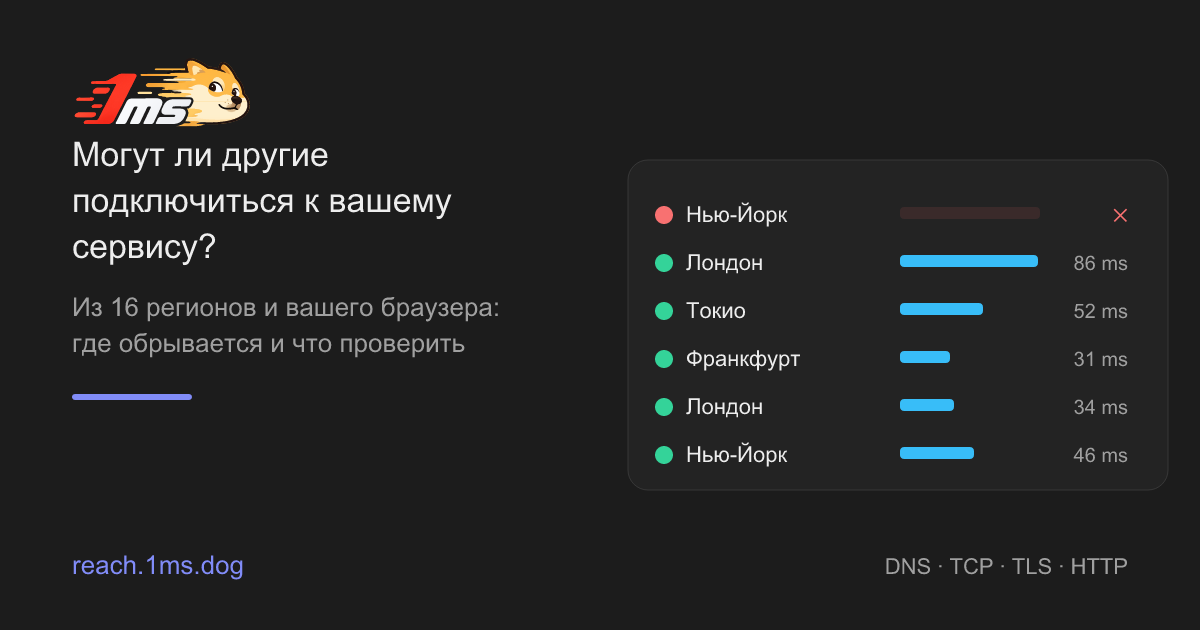 1ms
Могут ли другие
подключиться к вашему
сервису?
Из 16 регионов и вашего браузера:
где обрывается и что проверить
Нью-Йорк ×
Лондон 86 ms
Токио 52 ms
Франкфурт 31 ms
Лондон 34 ms
Нью-Йорк 46 ms
reach.1ms.dog
DNS · TCP · TLS · HTTP